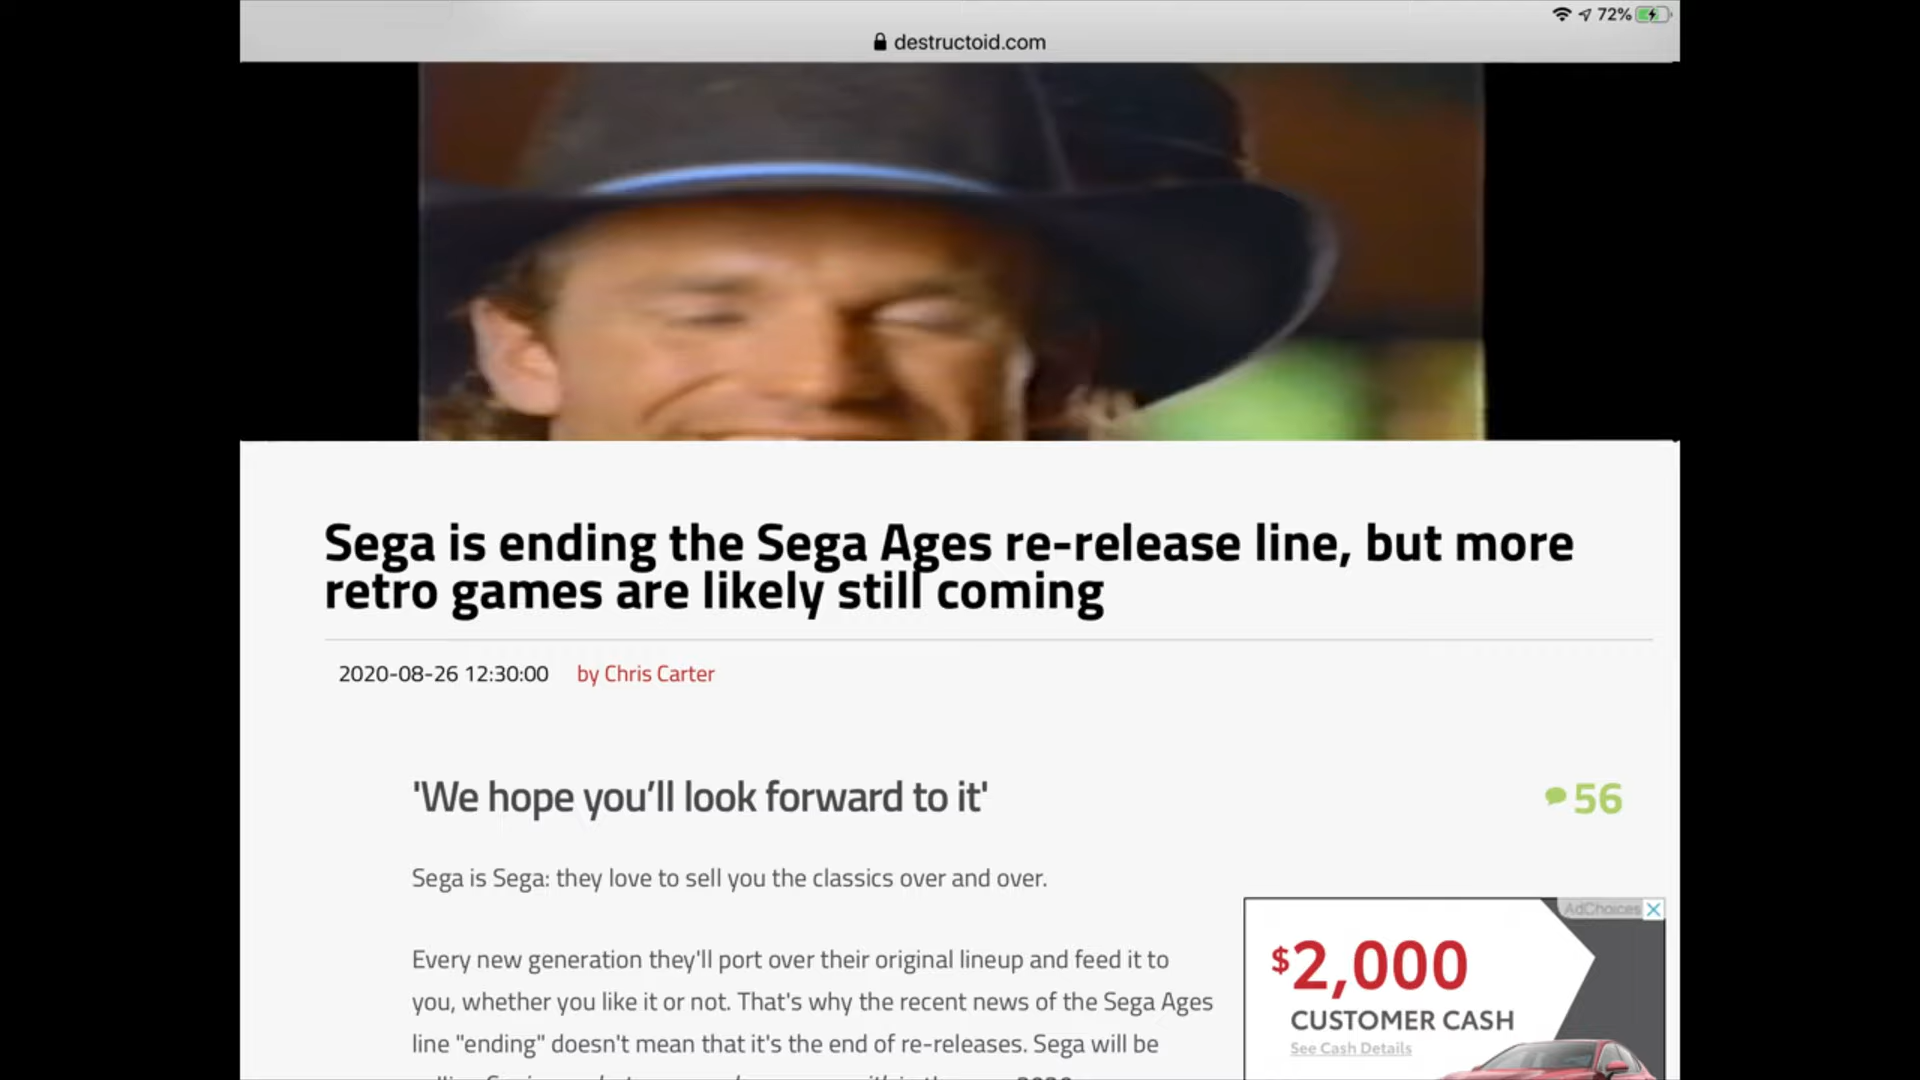 72%
destructoid.com
Sega is ending the Sega Ages re-release line, but more
retro games are likely still coming
2020-08-26 12:30:00 by Chris Carter
'We hope you’ll look forward to it'
56
Sega is Sega: they love to sell you the classics over and over.
AdChoices
Every new generation they'll port over their original lineup and feed it to
you, whether you like it or not. That's why the recent news of the Sega Ages
line "ending" doesn't mean that it's the end of re-releases. Sega will be
$2,000
CUSTOMER CASH
See Cash Details